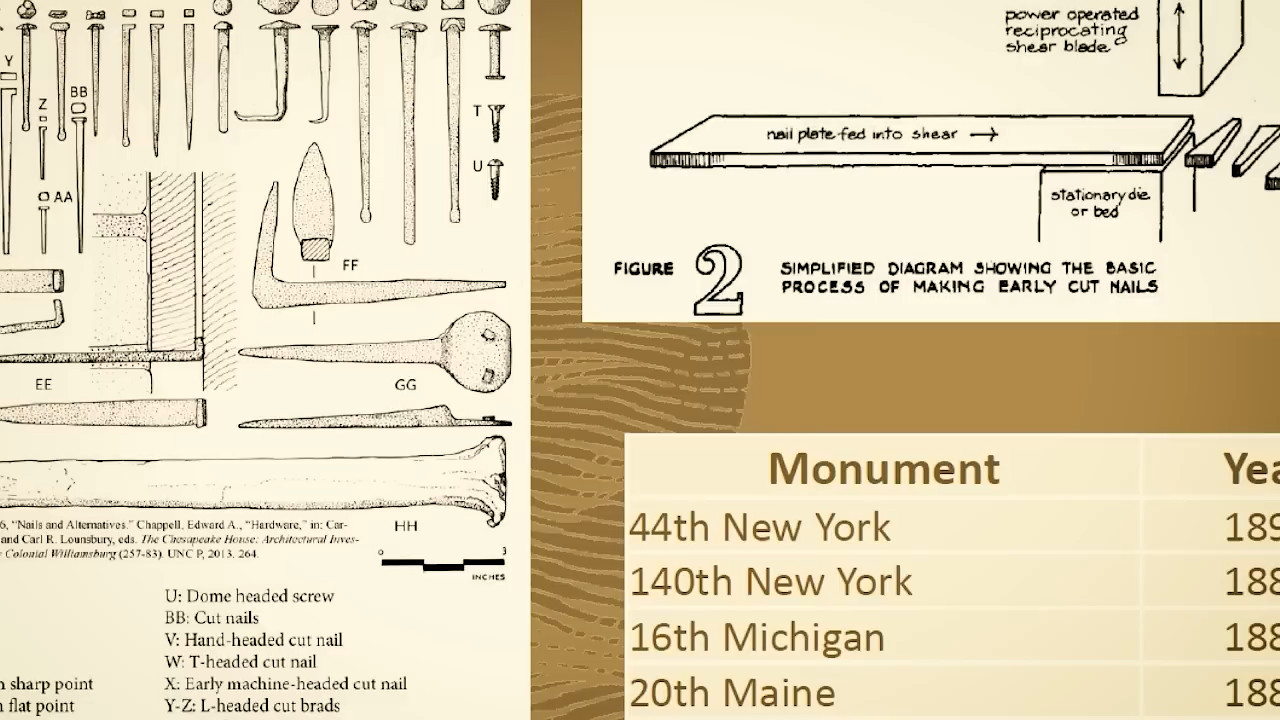 Y
Z
BB
AA
T
U
FF
EE
GG
HH
6, "Nails and Alternatives." Chappell, Edward A., "Hardware," in: Car-
and Carl R. Lounsbury, eds. The Chesapeake House: Architectural Inves-
Colonial Williamsburg (257-83). UNC P, 2013. 264.
0 3
INCHES
U: Dome headed screw
BB: Cut nails
V: Hand-headed cut nail
W: T-headed cut nail
sharp point
X: Early machine-headed cut nail
flat point
Y-Z: L-headed cut brads
power operated
reciprocating
shear blade
nail plate fed into shear
stationary die
or bed
FIGURE 2
SIMPLIFIED DIAGRAM SHOWING THE BASIC
PROCESS OF MAKING EARLY CUT NAILS
Monument
44th New York
140th New York
16th Michigan
20th Maine